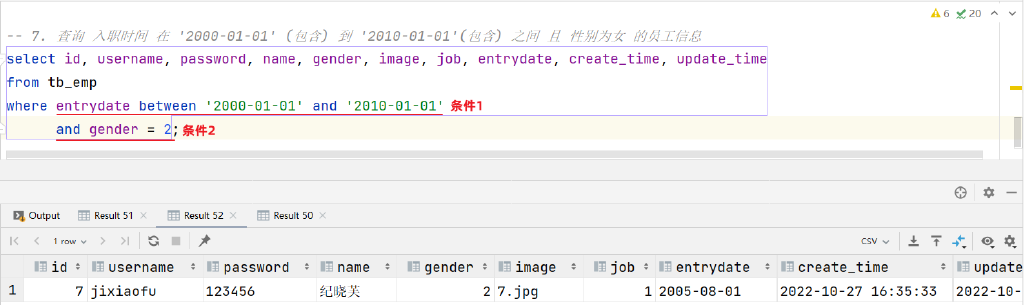 6 20
-- 7. 查询 入职时间 在 '2000-01-01' (包含) 到 '2010-01-01'(包含) 之间 且 性别为女 的员工信息
select id, username, password, name, gender, image, job, entrydate, create_time, update_time
from tb_emp
where entrydate between '2000-01-01' and '2010-01-01' 条件1
and gender = 2; 条件2
Output Result 51 Result 52 Result 50
1 row CSV
id username password name gender image job entrydate create_time update
1 7 jixiaofu 123456 纪晓芙 2 7.jpg 1 2005-08-01 2022-10-27 16:35:33 2022-10-